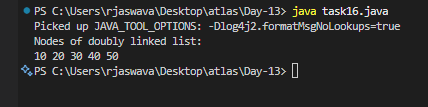 PS C:\Users\rjaswava\Desktop\atlas\Day-13> java task16.java
Picked up JAVA_TOOL_OPTIONS: -Dlog4j2.formatMsgNoLookups=true
Nodes of doubly linked list:
10 20 30 40 50
PS C:\Users\rjaswava\Desktop\atlas\Day-13>